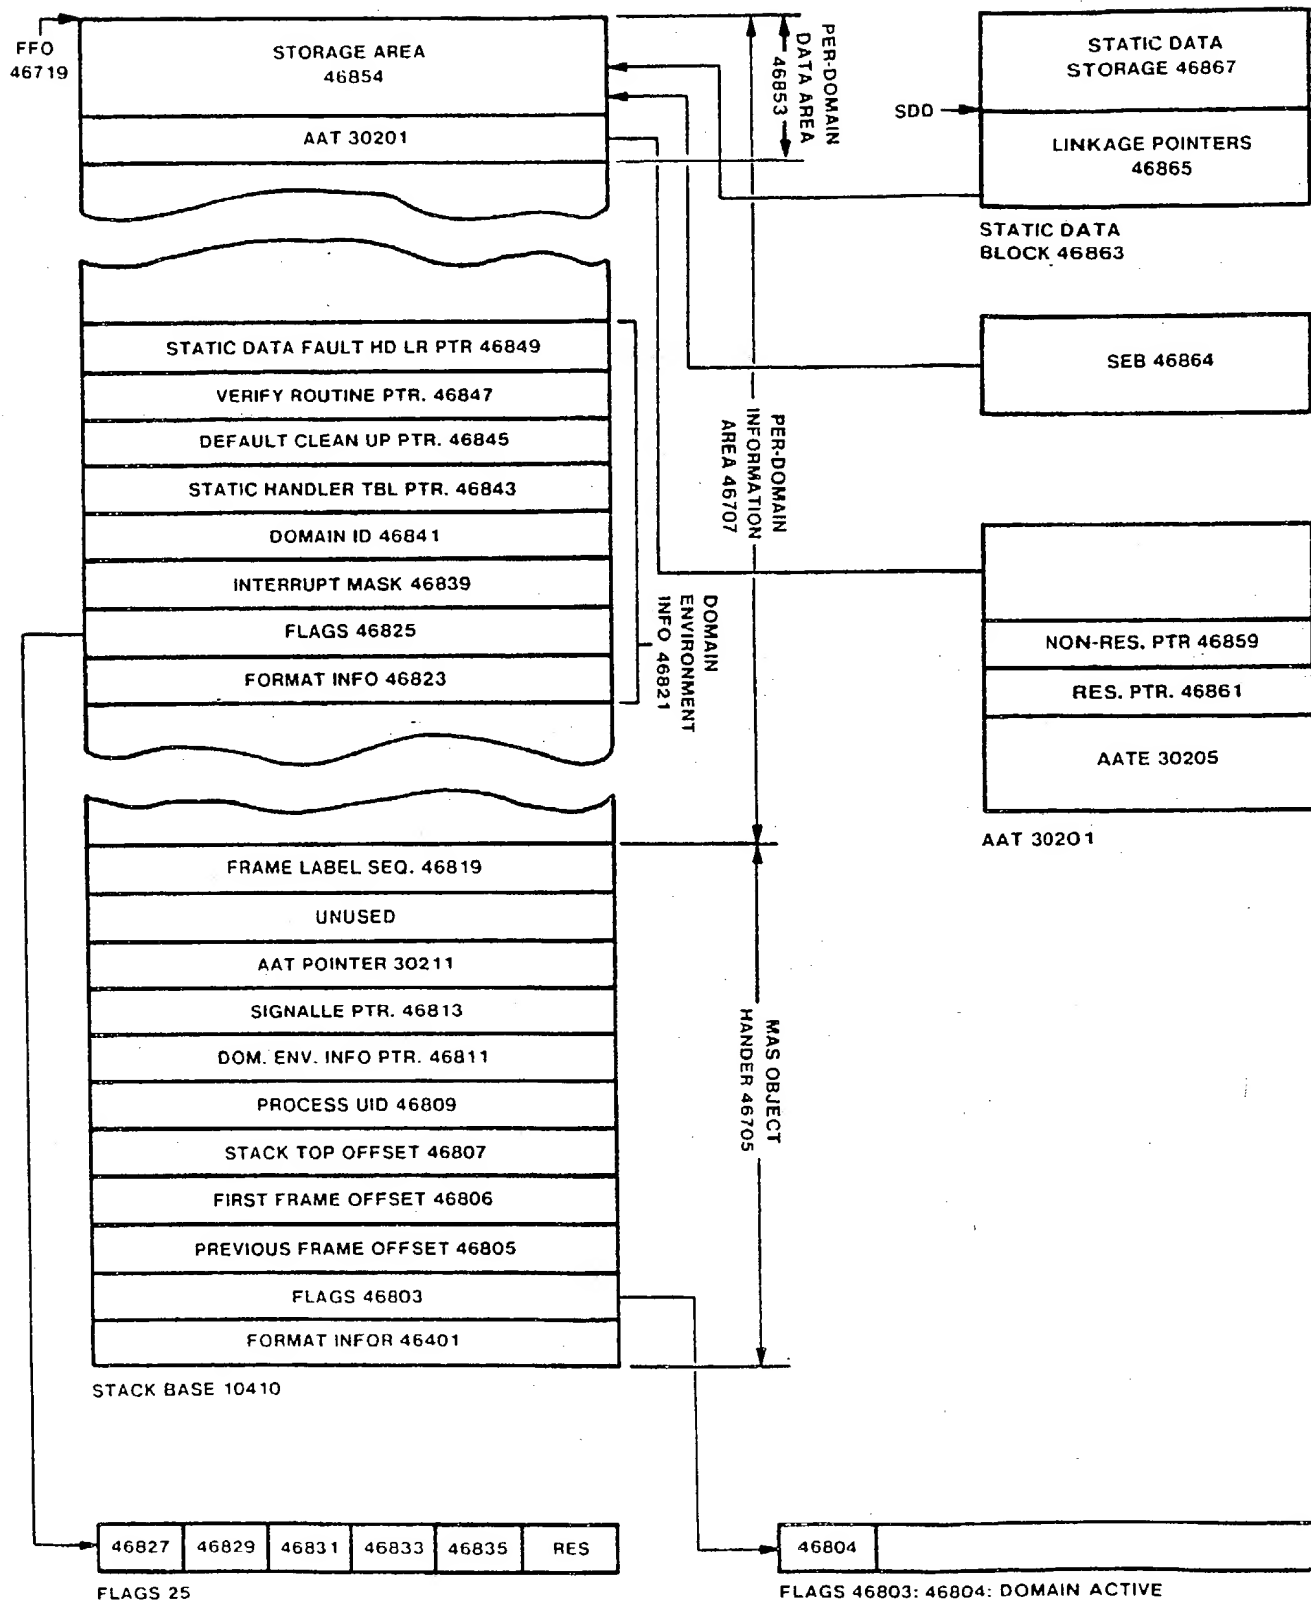 FFO
46719
STORAGE AREA
46854
AAT 30201
PER-DOMAIN
DATA AREA
46853
STATIC DATA
STORAGE 46867
SDO
LINKAGE POINTERS
46865
STATIC DATA
BLOCK 46863
STATIC DATA FAULT HD LR PTR 46849
VERIFY ROUTINE PTR. 46847
DEFAULT CLEAN UP PTR. 46845
STATIC HANDLER TBL PTR. 46843
DOMAIN ID 46841
INTERRUPT MASK 46839
FLAGS 46825
FORMAT INFO 46823
DOMAIN
ENVIRONMENT
INFO 46821
PER-DOMAIN
INFORMATION
AREA 46707
SEB 46864
NON-RES. PTR 46859
RES. PTR. 46861
AATE 30205
AAT 30201
FRAME LABEL SEQ. 46819
UNUSED
AAT POINTER 30211
SIGNALLE PTR. 46813
DOM. ENV. INFO PTR. 46811
PROCESS UID 46809
STACK TOP OFFSET 46807
FIRST FRAME OFFSET 46806
PREVIOUS FRAME OFFSET 46805
FLAGS 46803
FORMAT INFOR 46401
MAS OBJECT
HANDER 46705
STACK BASE 10410
46827 46829 46831 46833 46835 RES
FLAGS 25
46804
FLAGS 46803: 46804: DOMAIN ACTIVE